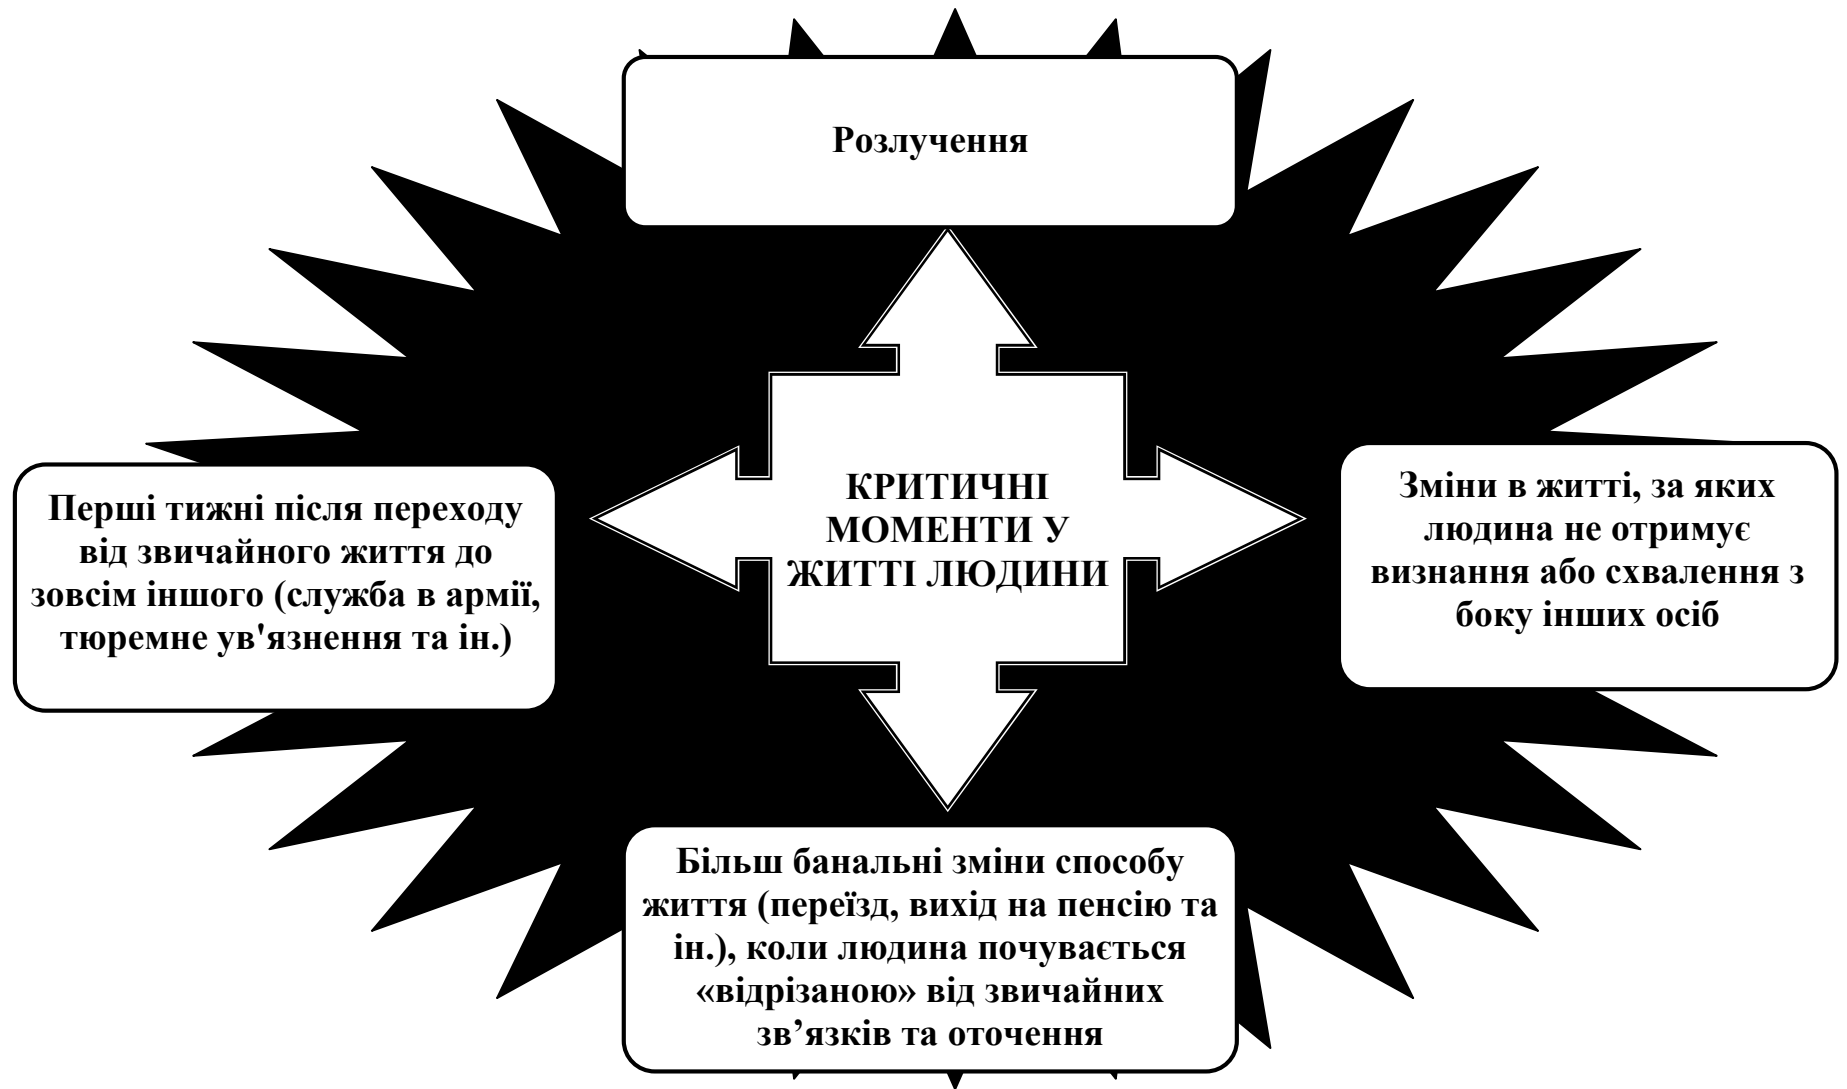 Розлучення
Перші тижні після переходу
від звичайного життя до
зовсім іншого (служба в армії,
тюремне ув'язнення та ін.)
КРИТИЧНІ
МОМЕНТИ У
ЖИТТІ ЛЮДИНИ
Зміни в житті, за яких
людина не отримує
визнання або схвалення з
боку інших осіб
Більш банальні зміни способу
життя (переїзд, вихід на пенсію та
ін.), коли людина почувається
«відрізаною» від звичайних
зв’язків та оточення